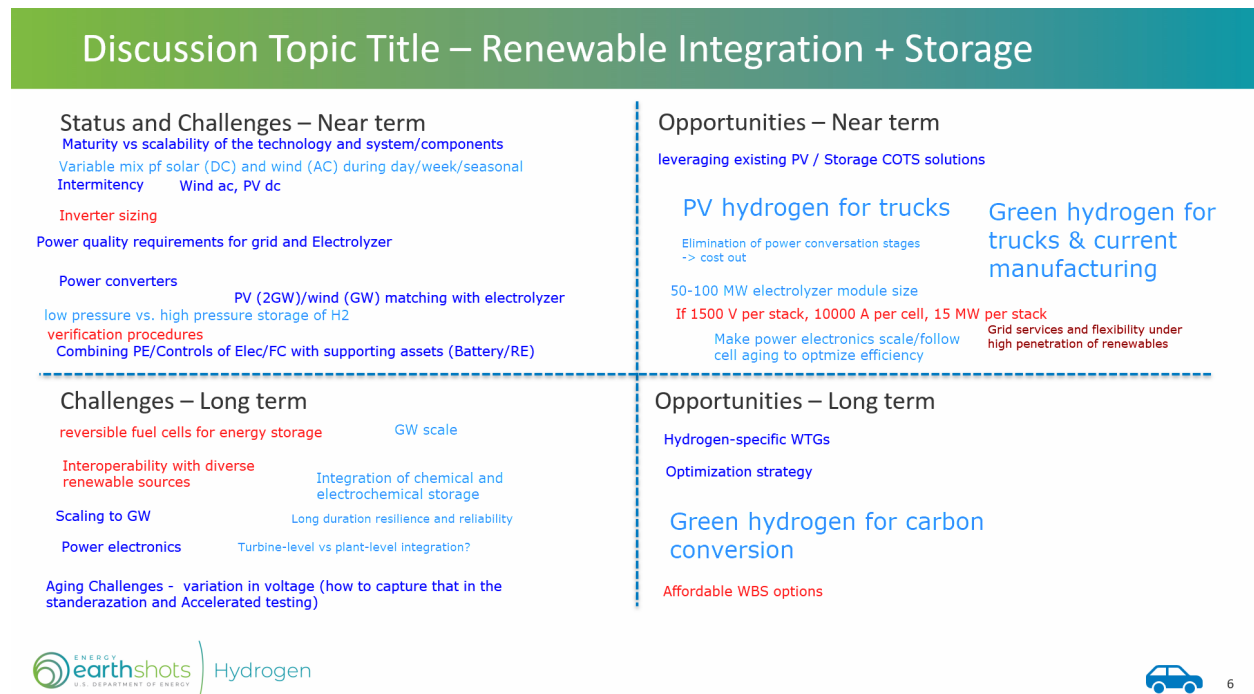 Discussion Topic Title – Renewable Integration + Storage
Status and Challenges – Near term
Maturity vs scalability of the technology and system/components
Variable mix pf solar (DC) and wind (AC) during day/week/seasonal
Intermitency
Wind ac, PV dc
Inverter sizing
Power quality requirements for grid and Electrolyzer
Power converters
PV (2GW)/wind (GW) matching with electrolyzer
low pressure vs. high pressure storage of H2
verification procedures
Combining PE/Controls of Elec/FC with supporting assets (Battery/RE)
Opportunities – Near term
leveraging existing PV / Storage COTS solutions
PV hydrogen for trucks
Green hydrogen for
trucks & current
manufacturing
Elimination of power conversation stages
-> cost out
50-100 MW electrolyzer module size
If 1500 V per stack, 10000 A per cell, 15 MW per stack
Make power electronics scale/follow
cell aging to optmize efficiency
Grid services and flexibility under
high penetration of renewables
Challenges – Long term
reversible fuel cells for energy storage
GW scale
Interoperability with diverse
renewable sources
Integration of chemical and
electrochemical storage
Scaling to GW
Long duration resilience and reliability
Power electronics
Turbine-level vs plant-level integration?
Aging Challenges - variation in voltage (how to capture that in the
standerazation and Accelerated testing)
Opportunities – Long term
Hydrogen-specific WTGs
Optimization strategy
Green hydrogen for carbon
conversion
Affordable WBS options
ENERGY
earthshots
U.S. DEPARTMENT OF ENERGY
Hydrogen
6